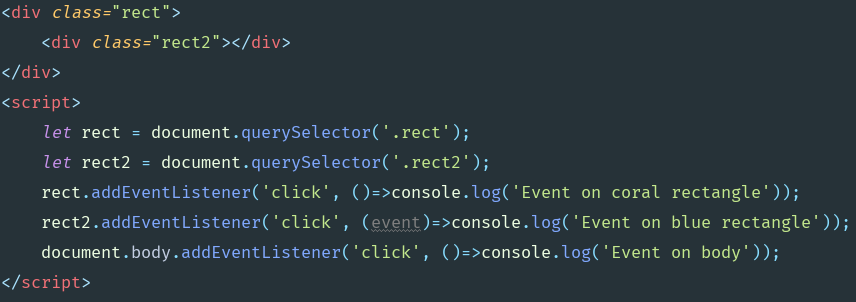 <div class="rect">
    <div class="rect2"></div>
</div>
<script>
    let rect = document.querySelector('.rect');
    let rect2 = document.querySelector('.rect2');
    rect.addEventListener('click', ()=>console.log('Event on coral rectangle'));
    rect2.addEventListener('click', (event)=>console.log('Event on blue rectangle'));
    document.body.addEventListener('click', ()=>console.log('Event on body'));
</script>